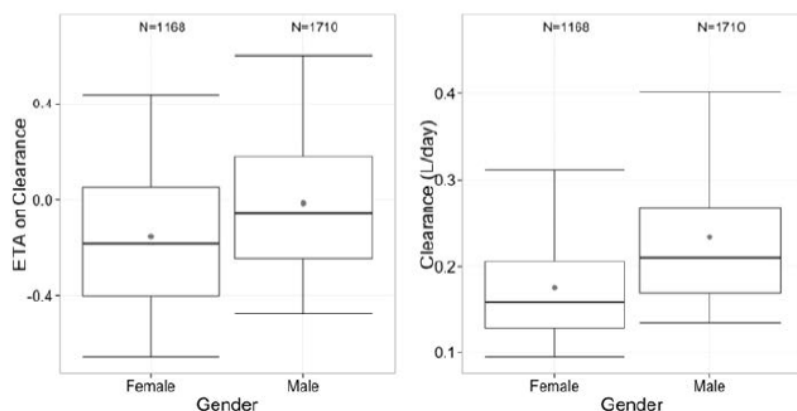 N=1168
N=1710
ETA on Clearance
0.4
0.0
-0.4
Female
Male
Gender
N=1168
N=1710
Clearance (L/day)
0.4
0.3
0.2
0.1
Female
Male
Gender